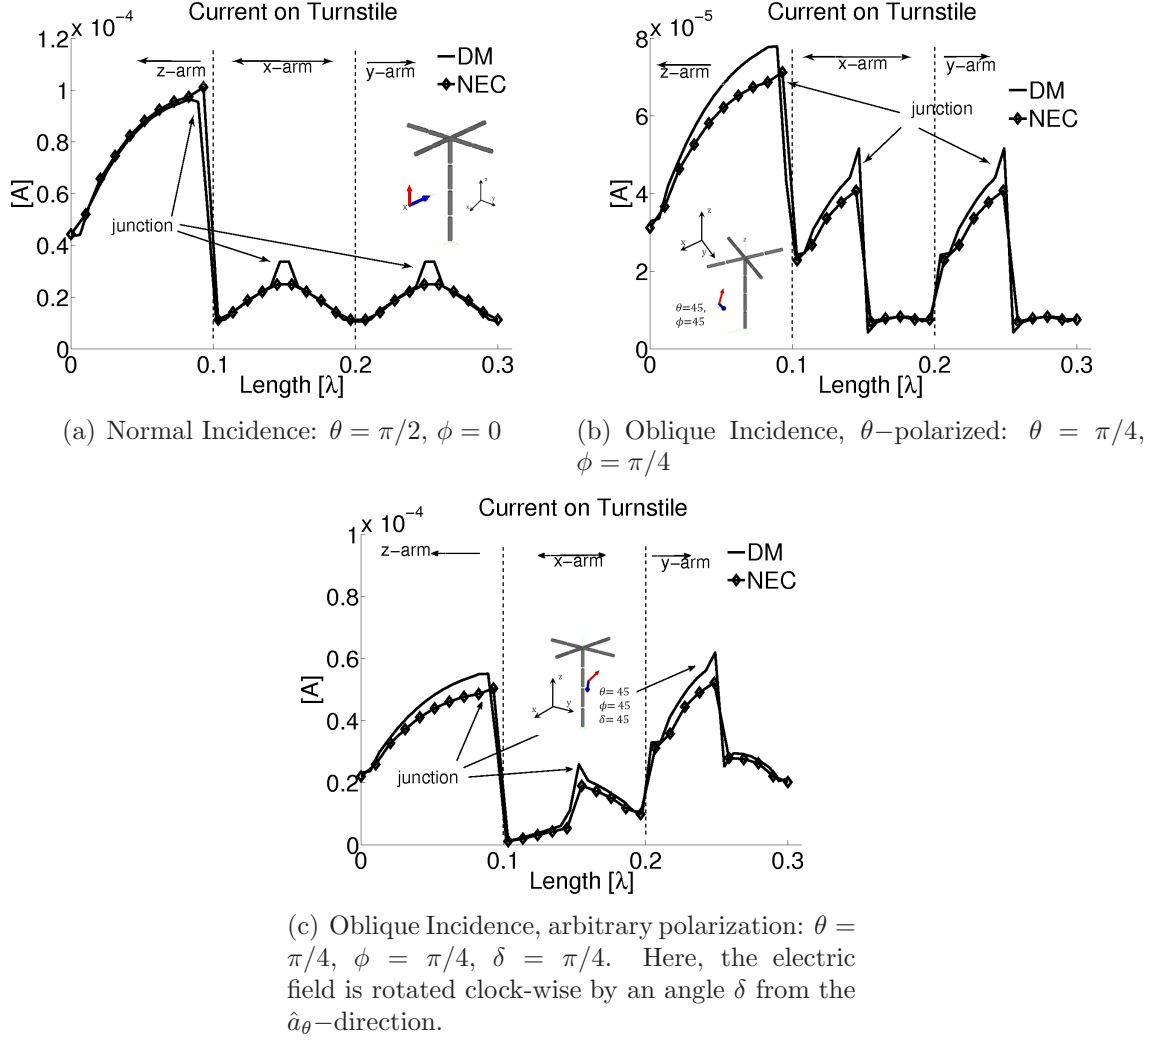 Current on Turnstile
x 10⁻⁴
1.2
1
0.8
0.6
0.4
0.2
0
[A]
z-arm
x-arm
y-arm
DM
NEC
junction
x
z
x
y
0
0.1
0.2
0.3
Length [λ]
Current on Turnstile
x 10⁻⁵
8
6
4
2
0
[A]
z-arm
x-arm
y-arm
DM
NEC
junction
z
x
y
z
θ=45,
ϕ=45
0
0.1
0.2
0.3
Length [λ]
(a) Normal Incidence: θ = π/2, ϕ = 0
(b) Oblique Incidence, θ−polarized: θ = π/4,
ϕ = π/4
Current on Turnstile
x 10⁻⁴
1
0.8
0.6
0.4
0.2
0
[A]
z-arm
x-arm
y-arm
DM
NEC
z
x
y
θ= 45
ϕ= 45
δ= 45
junction
0
0.1
0.2
0.3
Length [λ]
(c) Oblique Incidence, arbitrary polarization: θ =
π/4, ϕ = π/4, δ = π/4. Here, the electric
field is rotated clock-wise by an angle δ from the
â_θ−direction.